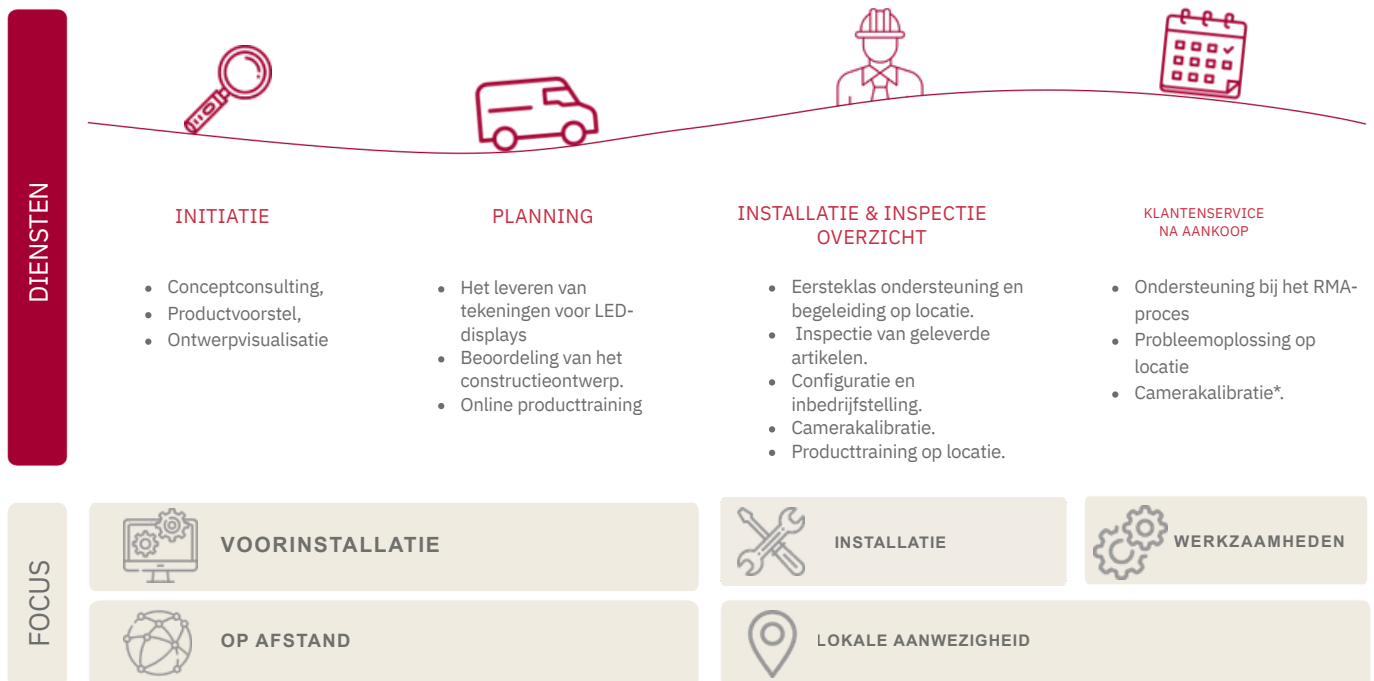 DIENSTEN
INITIATIE
Conceptconsulting,
Productvoorstel,
Ontwerpvisualisatie
PLANNING
Het leveren van
tekeningen voor LED-
displays
Beoordeling van het
constructieontwerp.
Online producttraining
INSTALLATIE & INSPECTIE
OVERZICHT
Eersteklas ondersteuning en
begeleiding op locatie.
Inspectie van geleverde
artikelen.
Configuratie en
inbedrijfstelling.
Camerakalibratie.
Producttraining op locatie.
KLANTENSERVICE
NA AANKOOP
Ondersteuning bij het RMA-
proces
Probleemoplossing op
locatie
Camerakalibratie*.
FOCUS
VOORINSTALLATIE
INSTALLATIE
WERKZAAMHEDEN
OP AFSTAND
LOKALE AANWEZIGHEID